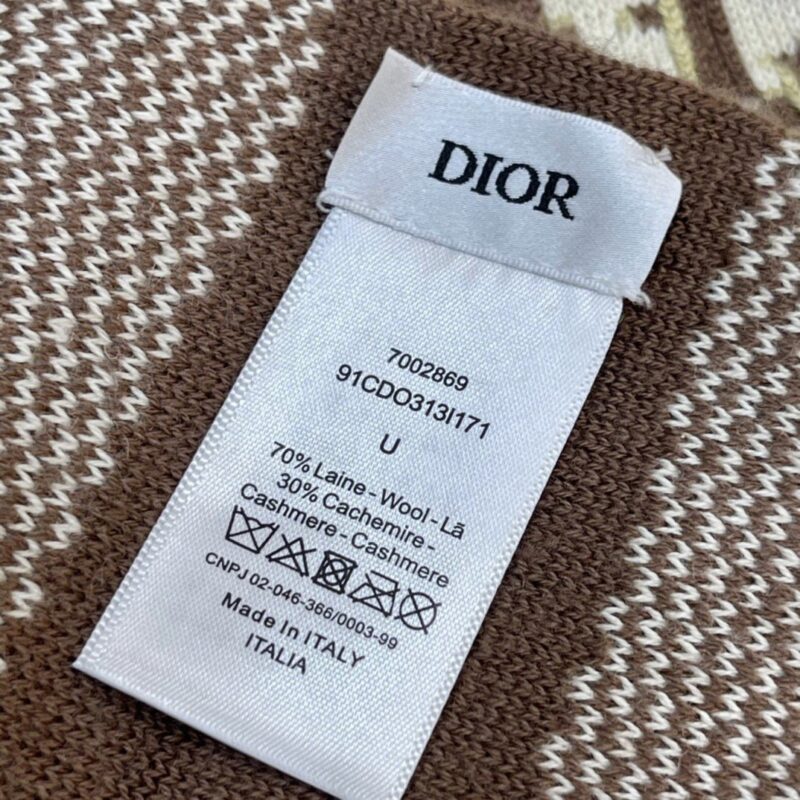 DIOR
7002869
91CDO313I171
U
70% Laine-Wool-Lã
30% Cachemire-
Cashmere-Cashmere
CNPJ 02-046-366/0003-99
Made In ITALY
ITALIA